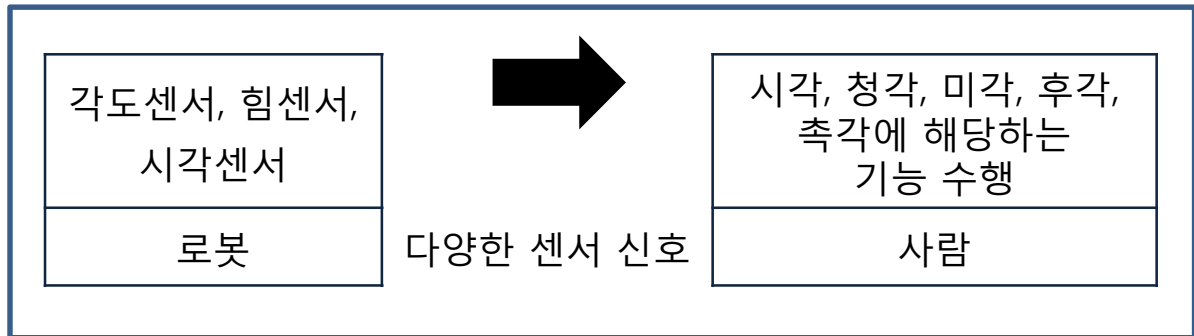 각도센서, 힘센서,
시각센서
로봇
다양한 센서 신호
시각, 청각, 미각, 후각,
촉각에 해당하는
기능 수행
사람